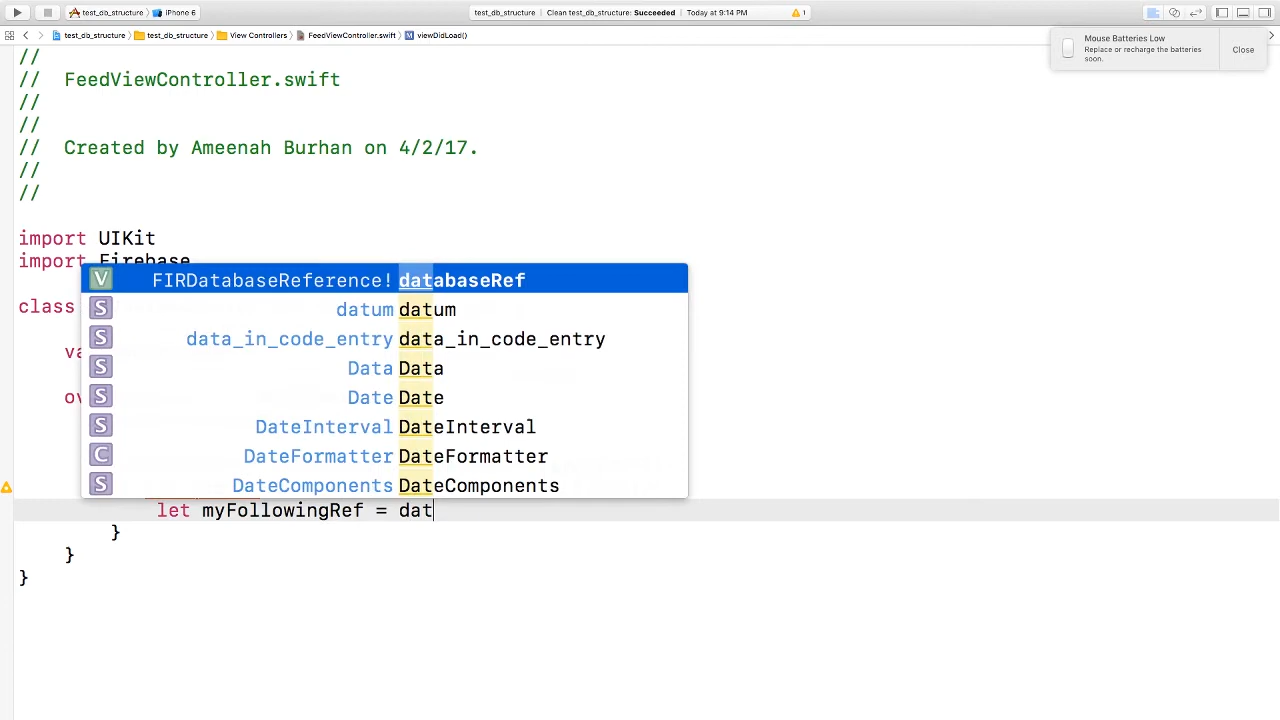 test_db_structure iPhone 6
test_db_structure Clean test_db_structure: Succeeded Today at 9:14 PM 1
test_db_structure test_db_structure View Controllers FeedViewController.swift M viewDidLoad()
Mouse Batteries Low
Replace or recharge the batteries
soon.
Close
//
// FeedViewController.swift
//
//
// Created by Ameenah Burhan on 4/2/17.
//
//
import UIKit
import Firebase
class
va
ov
V FIRDatabaseReference! databaseRef
S datum datum
S data_in_code_entry data_in_code_entry
S Data Data
S Date Date
S DateInterval DateInterval
C DateFormatter DateFormatter
S DateComponents DateComponents
let myFollowingRef = dat
}
}
}